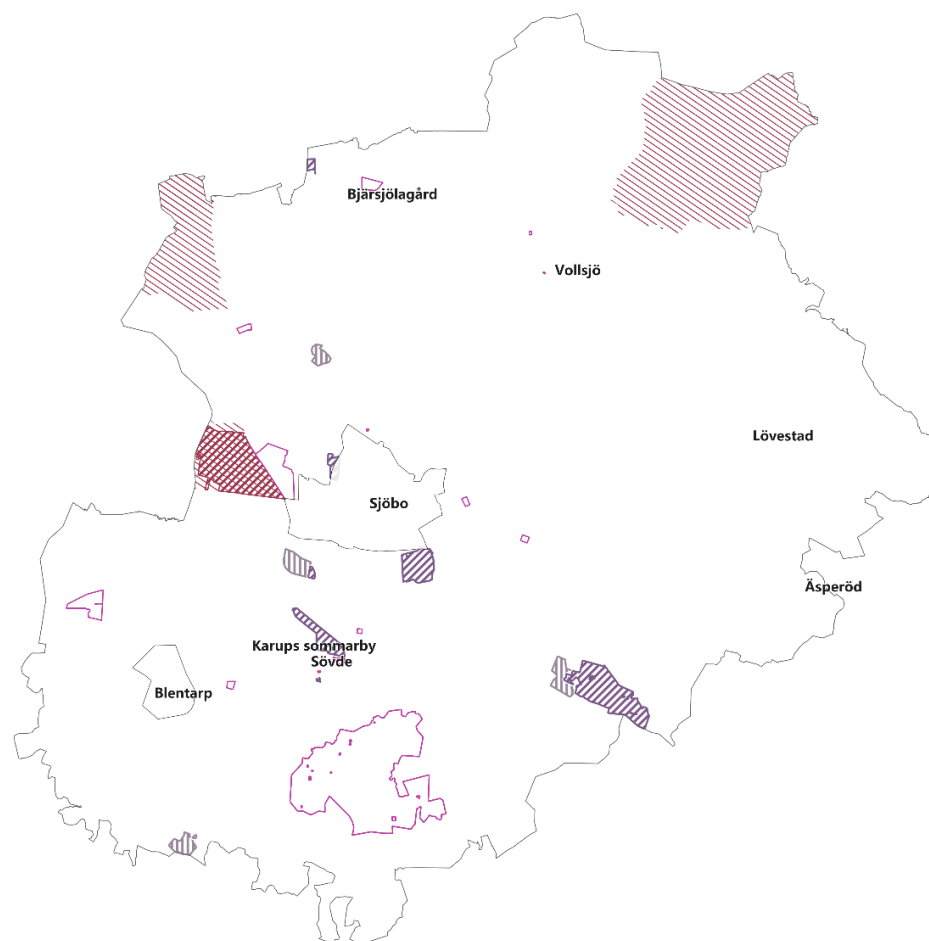 Bjärsjölagård
Vollsjö
Lövestad
Sjöbo
Äsperöd
Karups sommarby
Sövde
Blentarp